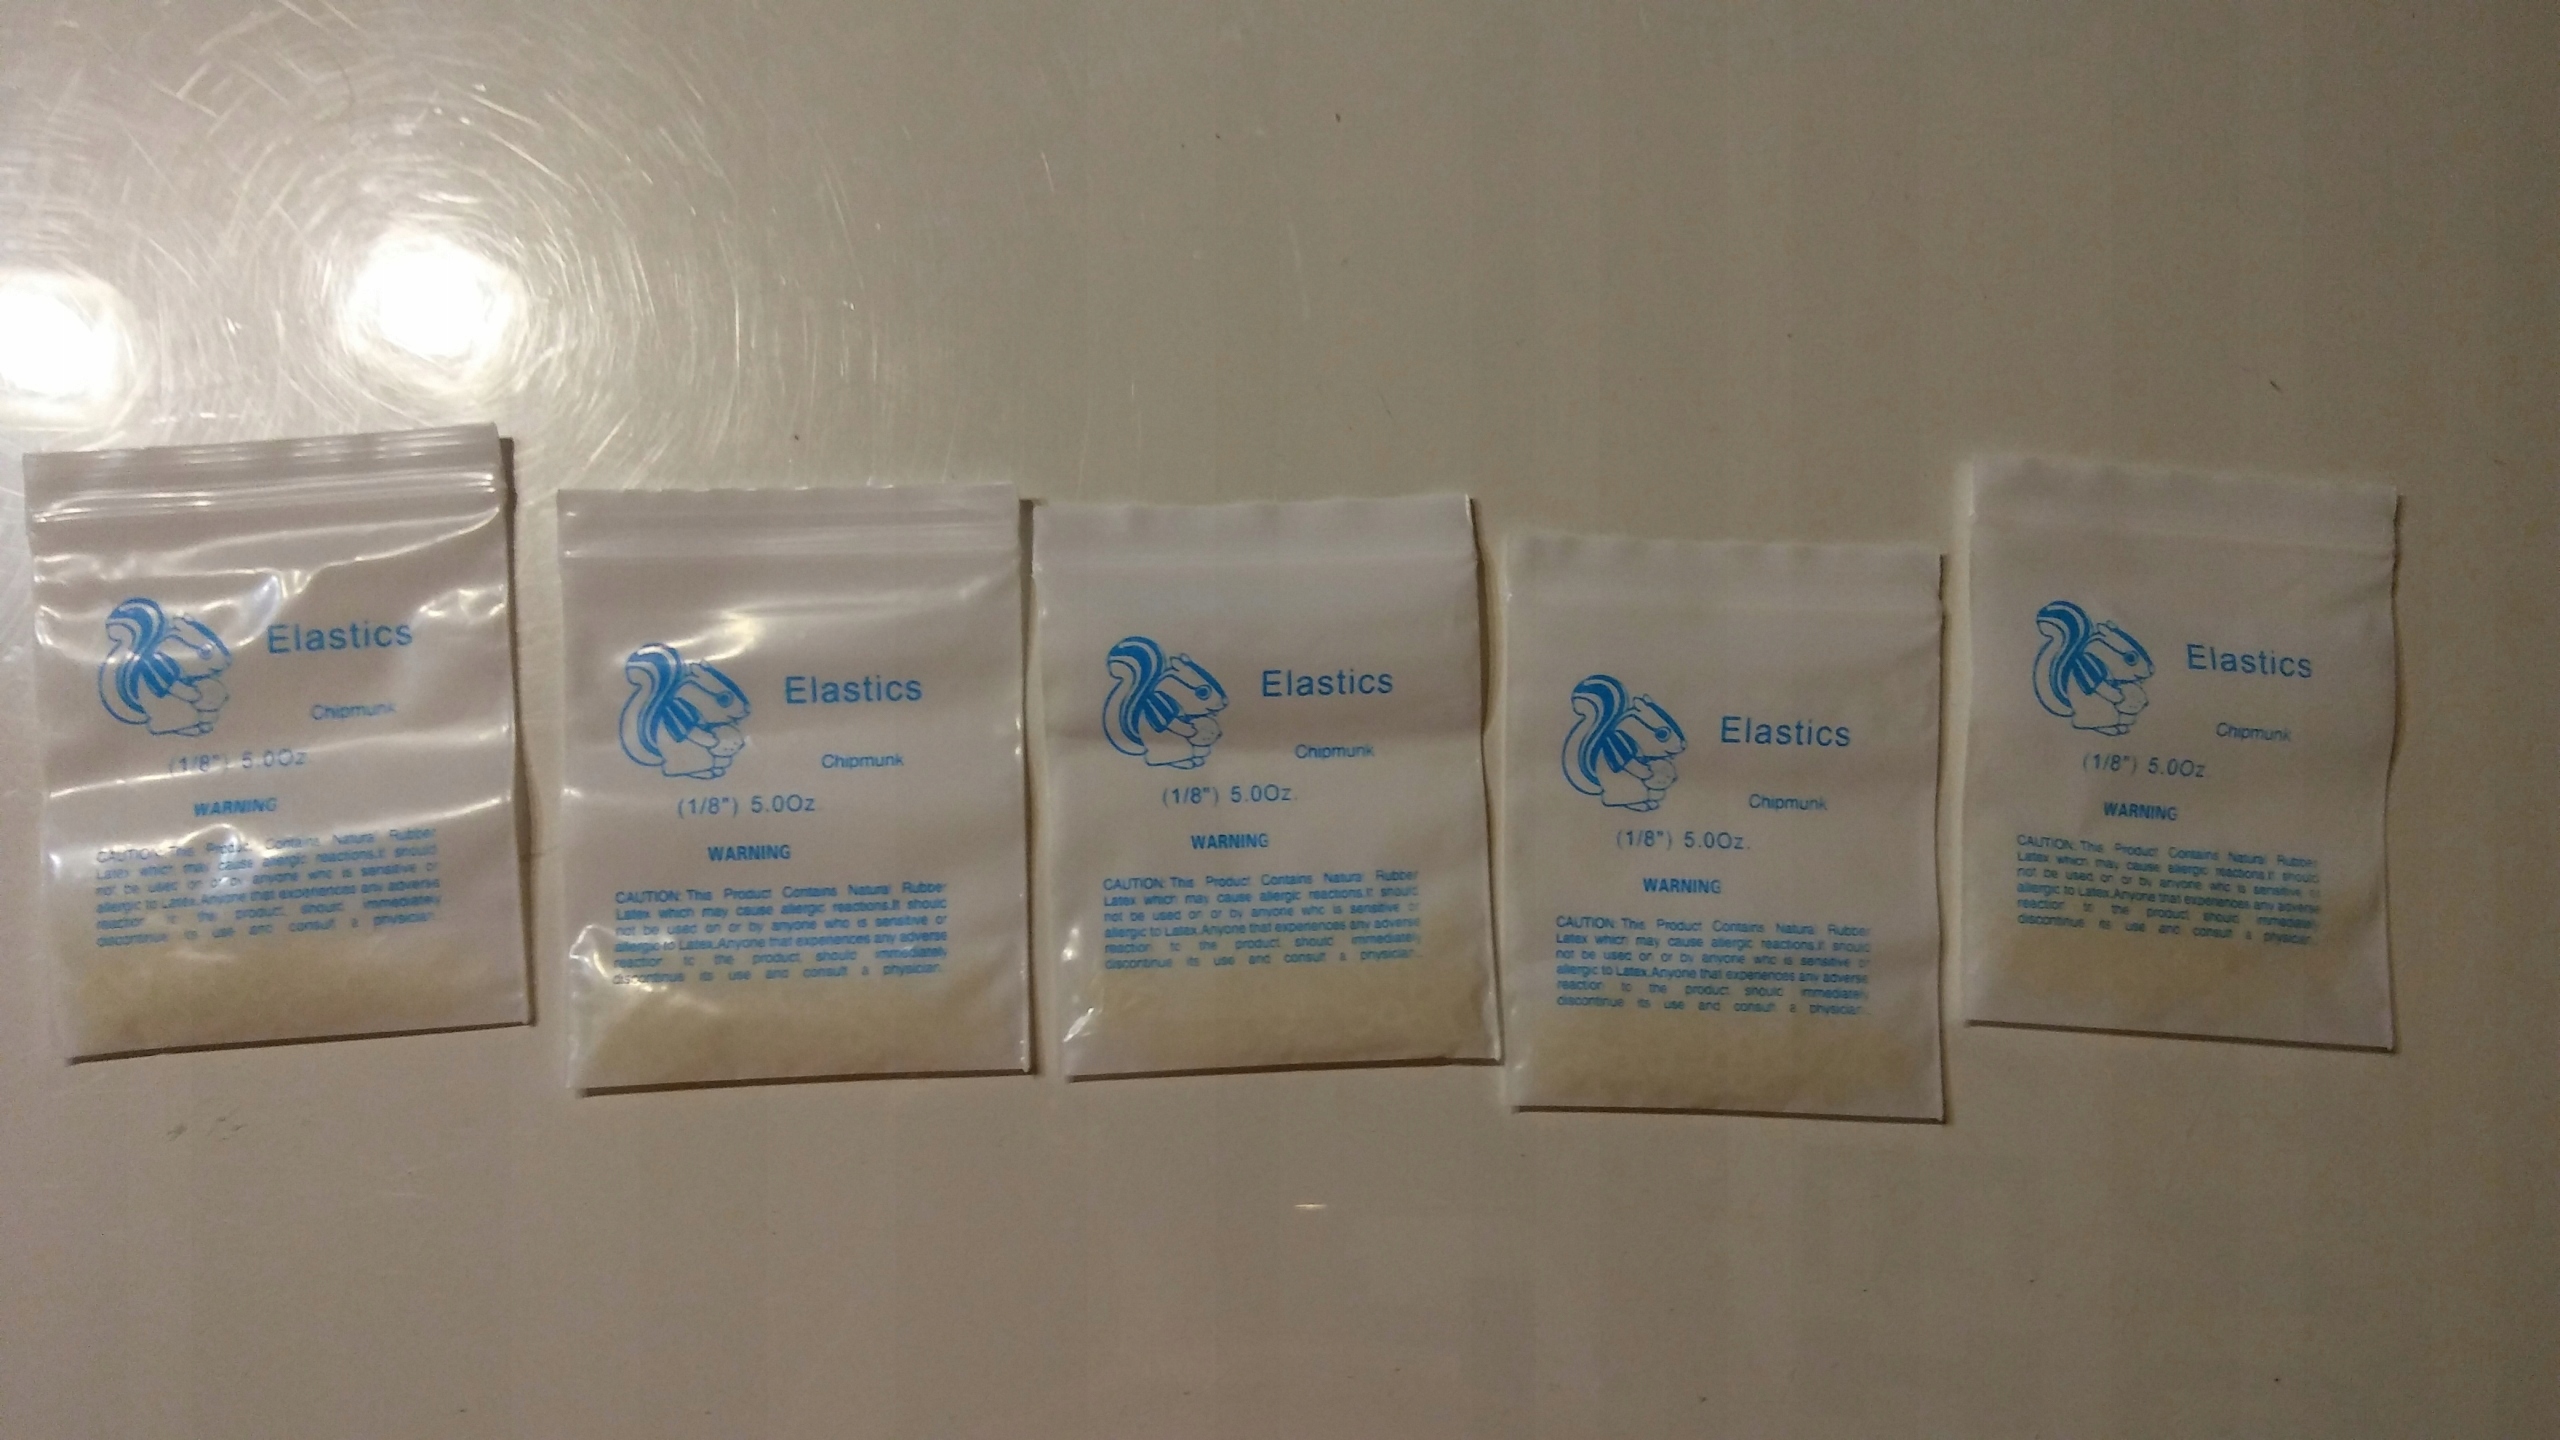 Elastics
Chipmunk
(1/8") 5.0Oz.
WARNING
CAUTION: This Product Contains Natural Rubber
Latex which may cause allergic reactions.It should
not be used on or by anyone who is sensitive or
allergic to Latex.Anyone that experiences any adverse
reaction to the product, should immediately
discontinue its use and consult a physician.
Elastics
Chipmunk
(1/8") 5.0Oz.
WARNING
CAUTION: This Product Contains Natural Rubber
Latex which may cause allergic reactions.It should
not be used on or by anyone who is sensitive or
allergic to Latex.Anyone that experiences any adverse
reaction to the product, should immediately
discontinue its use and consult a physician.
Elastics
Chipmunk
(1/8") 5.0Oz.
WARNING
CAUTION: This Product Contains Natural Rubber
Latex which may cause allergic reactions.It should
not be used on or by anyone who is sensitive or
allergic to Latex.Anyone that experiences any adverse
reaction to the product, should immediately
discontinue its use and consult a physician.
Elastics
Chipmunk
(1/8") 5.0Oz.
WARNING
CAUTION: This Product Contains Natural Rubber
Latex which may cause allergic reactions.It should
not be used on or by anyone who is sensitive or
allergic to Latex.Anyone that experiences any adverse
reaction to the product, should immediately
discontinue its use and consult a physician.
Elastics
Chipmunk
(1/8") 5.0Oz.
WARNING
CAUTION: This Product Contains Natural Rubber
Latex which may cause allergic reactions.It should
not be used on or by anyone who is sensitive or
allergic to Latex.Anyone that experiences any adverse
reaction to the product, should immediately
discontinue its use and consult a physician.